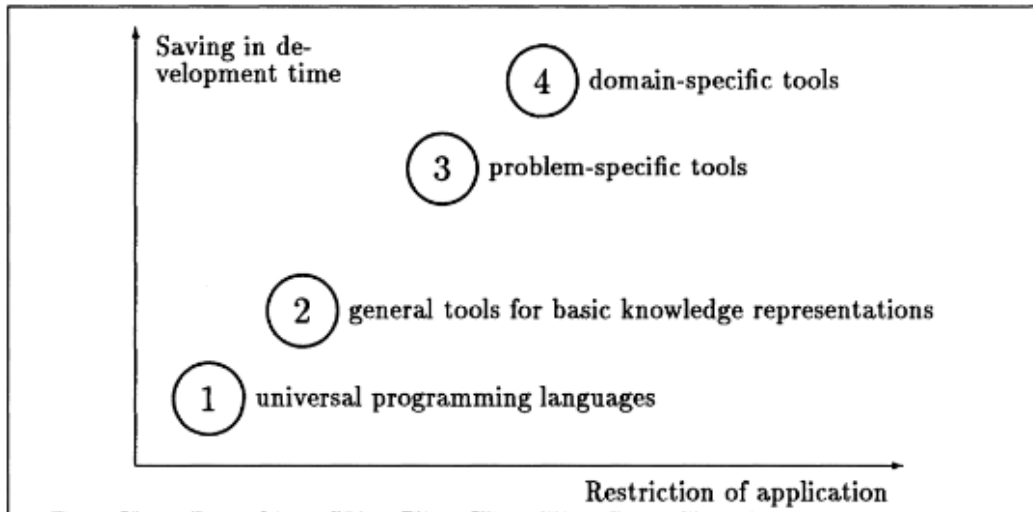 Saving in de-
velopment time
4 domain-specific tools
3 problem-specific tools
2 general tools for basic knowledge representations
1 universal programming languages
Restriction of application